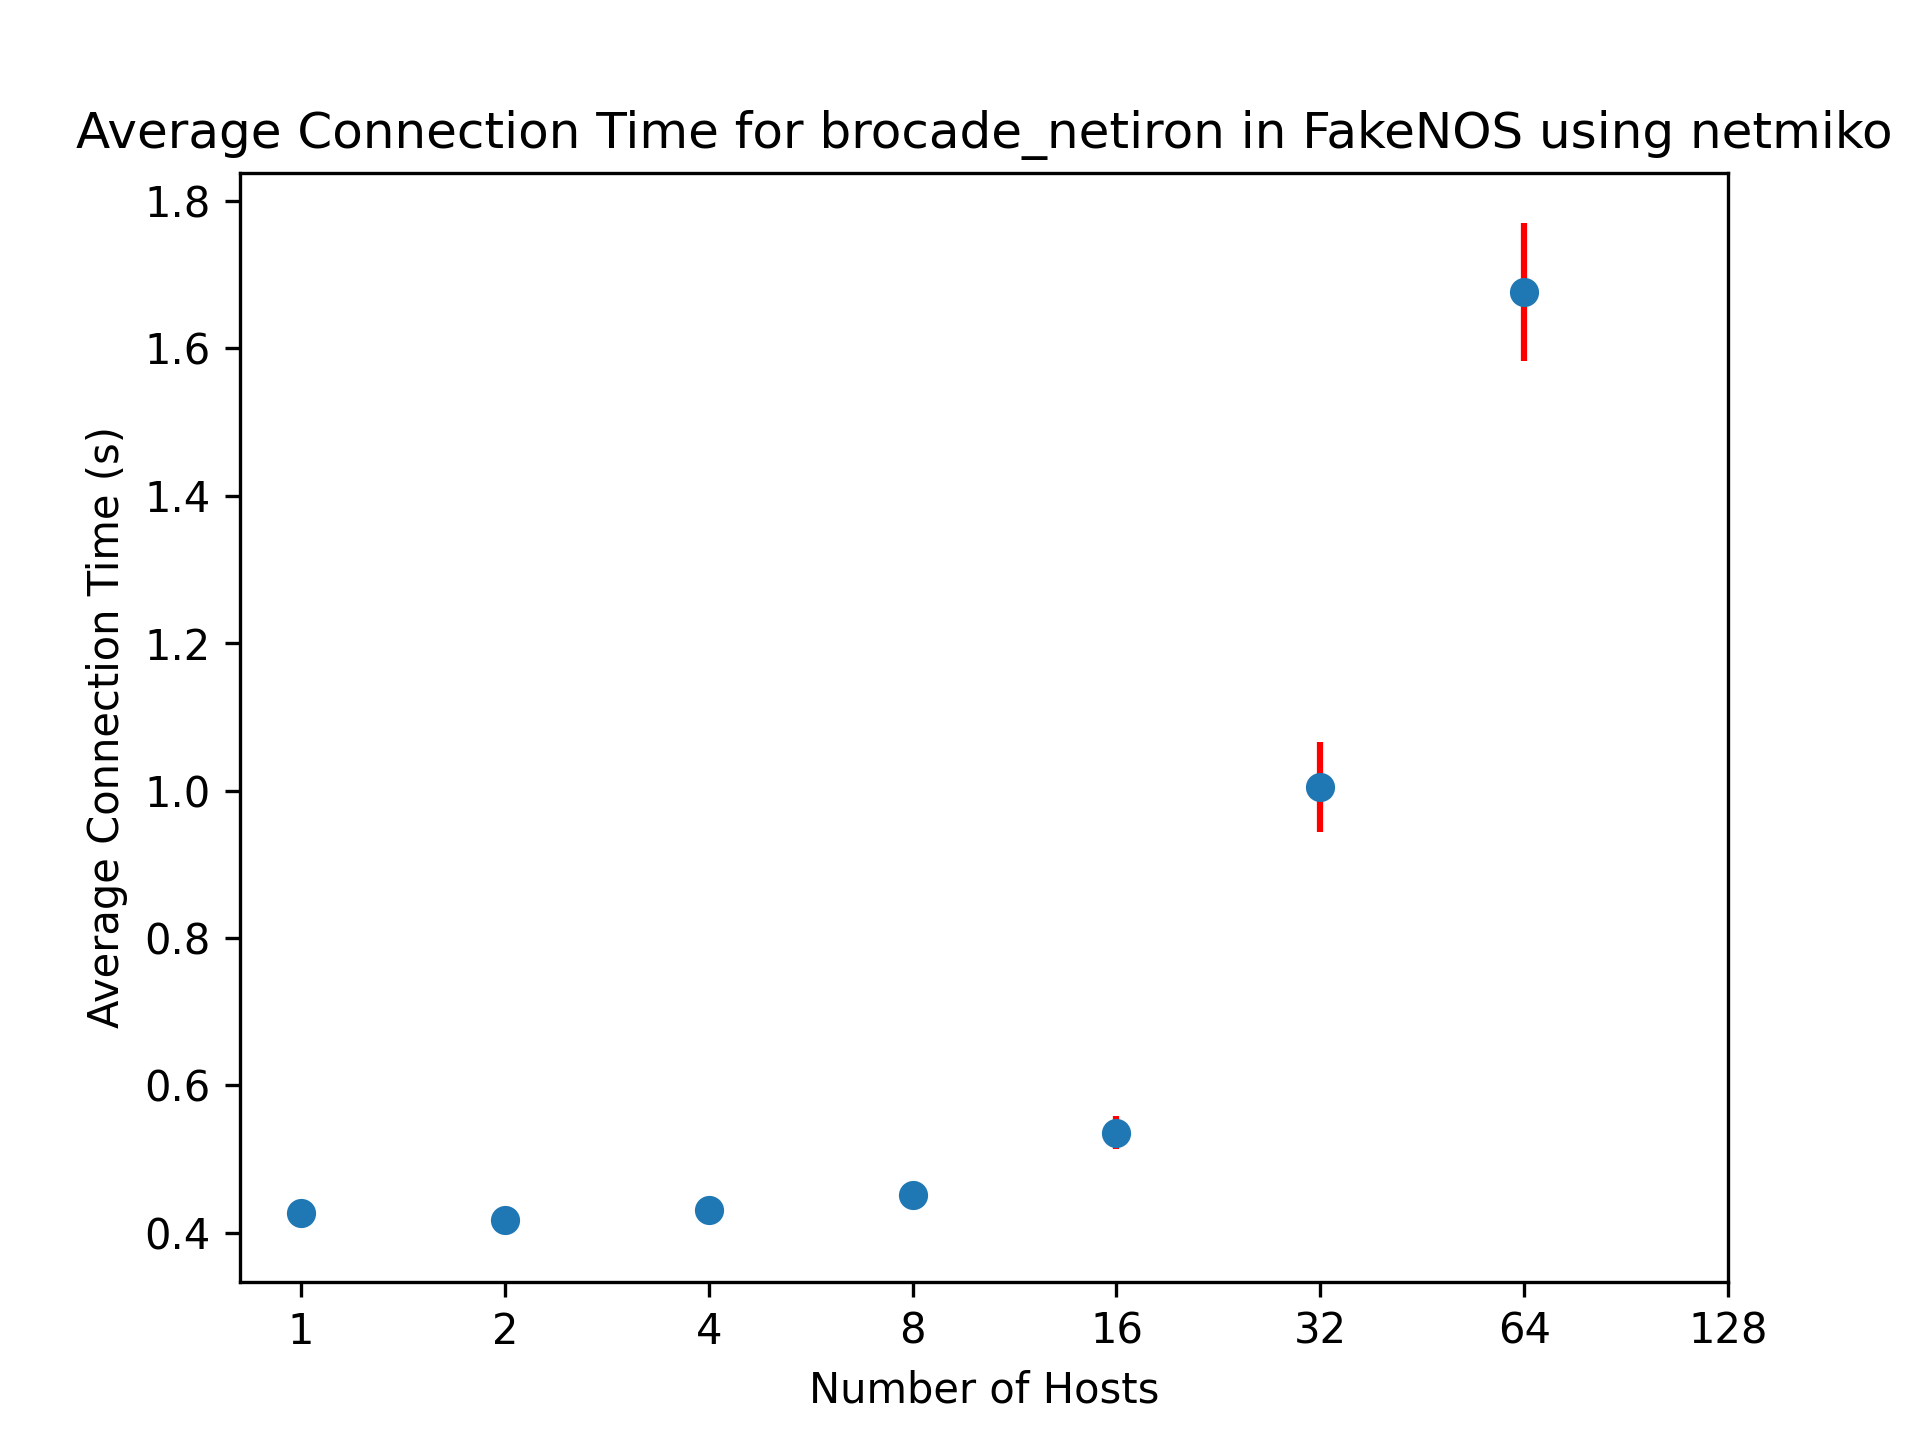 Average Connection Time for brocade_netiron in FakeNOS using netmiko
1.8
1.6
1.4
1.2
1.0
0.8
0.6
0.4
Average Connection Time (s)
1 2 4 8 16 32 64 128
Number of Hosts